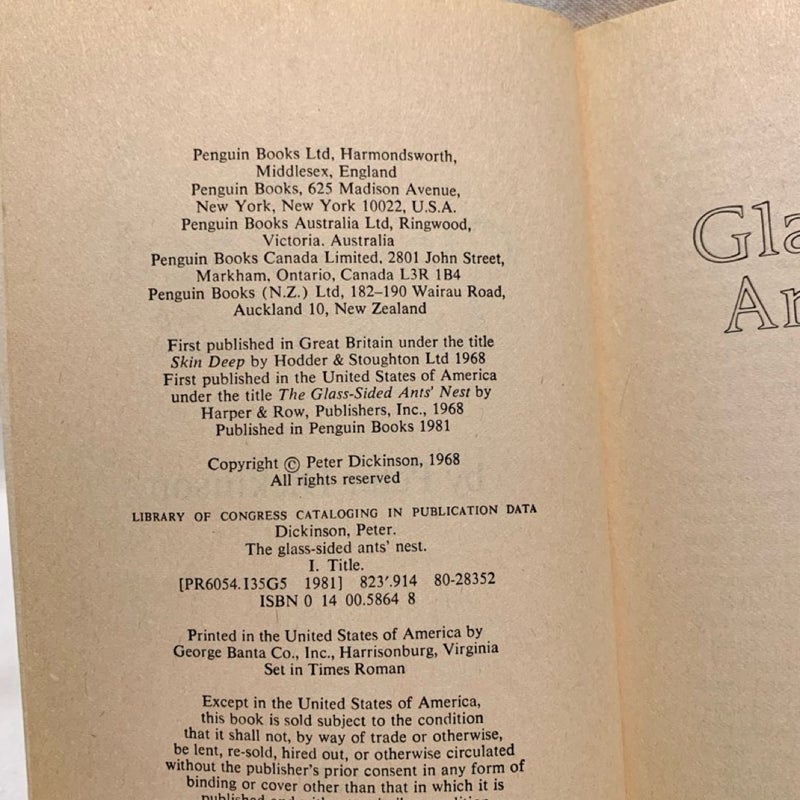 Penguin Books Ltd, Harmondsworth,
Middlesex, England
Penguin Books, 625 Madison Avenue,
New York, New York 10022, U.S.A.
Penguin Books Australia Ltd, Ringwood,
Victoria, Australia
Penguin Books Canada Limited, 2801 John Street,
Markham, Ontario, Canada L3R 1B4
Penguin Books (N.Z.) Ltd, 182–190 Wairau Road,
Auckland 10, New Zealand
First published in Great Britain under the title
Skin Deep by Hodder & Stoughton Ltd 1968
First published in the United States of America
under the title The Glass-Sided Ants' Nest by
Harper & Row, Publishers, Inc., 1968
Published in Penguin Books 1981
Copyright © Peter Dickinson, 1968
All rights reserved
LIBRARY OF CONGRESS CATALOGING IN PUBLICATION DATA
Dickinson, Peter.
The glass-sided ants' nest.
I. Title.
[PR6054.I35G5 1981] 823'.914 80-28352
ISBN 0 14 00.5864 8
Printed in the United States of America by
George Banta Co., Inc., Harrisonburg, Virginia
Set in Times Roman
Except in the United States of America,
this book is sold subject to the condition
that it shall not, by way of trade or otherwise,
be lent, re-sold, hired out, or otherwise circulated
without the publisher's prior consent in any form of
binding or cover other than that in which it is
Gla
An